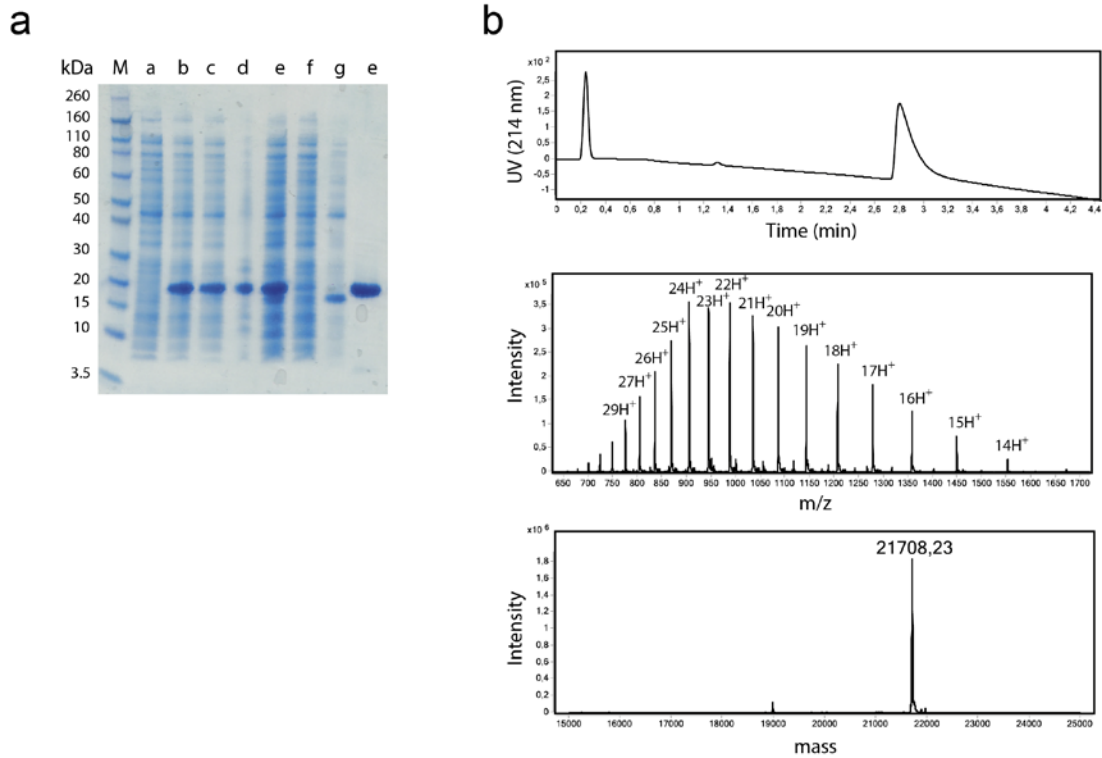 a
kDa M a b c d e f g e
260
160
110
80
60
50
40
30
20
15
10
3.5
b
x10 2
2,5
2
1,5
1
0,5
0
-0,5
-1
UV (214 nm)
0 0,2 0,4 0,6 0,8 1 1,2 1,4 1,6 1,8 2 2,2 2,4 2,6 2,8 3 3,2 3,4 3,6 3,8 4 4,2 4,4
Time (min)
x10 5
3,5
3
2,5
2
1,5
1
0,5
0
Intensity
29H+ 27H+ 26H+ 25H+ 24H+ 23H+ 22H+ 21H+ 20H+ 19H+ 18H+ 17H+ 16H+ 15H+ 14H+
650 700 750 800 850 900 950 1000 1050 1100 1150 1200 1250 1300 1350 1400 1450 1500 1550 1600 1650 1700
m/z
x10 6
1,8
1,6
1,4
1,2
1
0,8
0,6
0,4
0,2
0
Intensity
21708,23
15000 16000 17000 18000 19000 20000 21000 22000 23000 24000 25000
mass